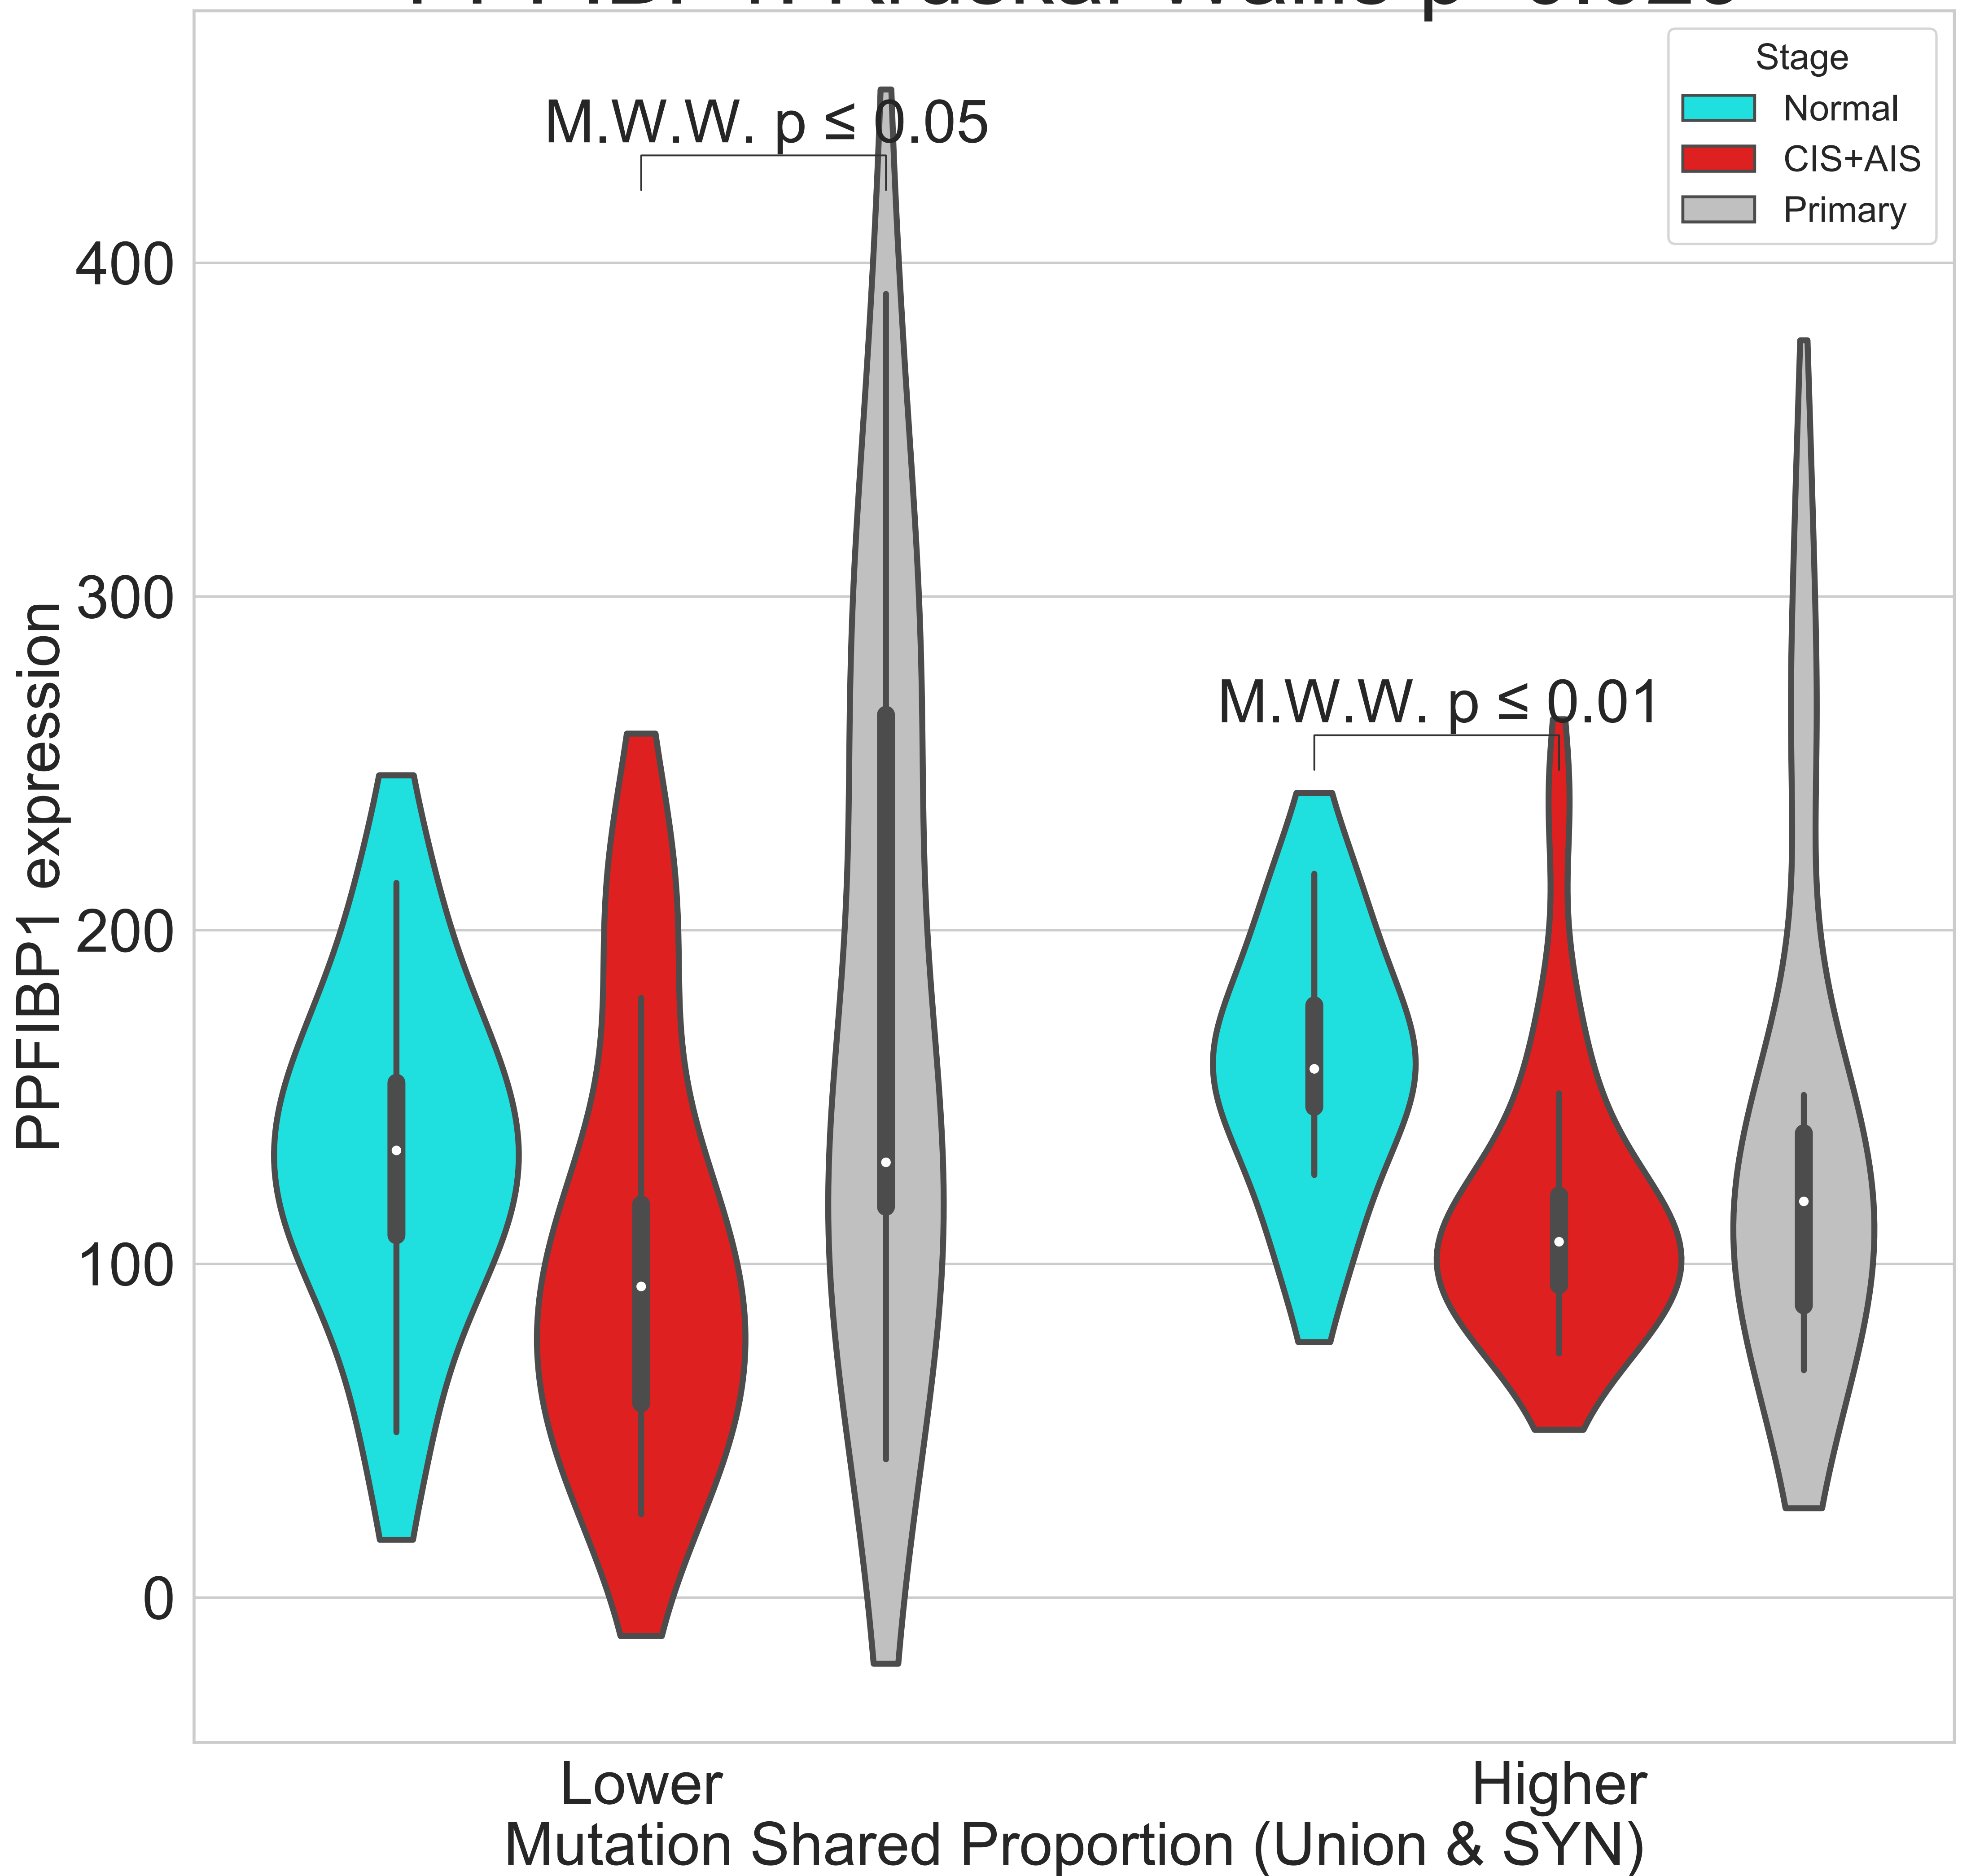 Stage
Normal
CIS+AIS
Primary
M.W.W. p ≤ 0.05
M.W.W. p ≤ 0.01
400
300
200
100
0
PPFIBP1 expression
Lower
Higher
Mutation Shared Proportion (Union & SYN)